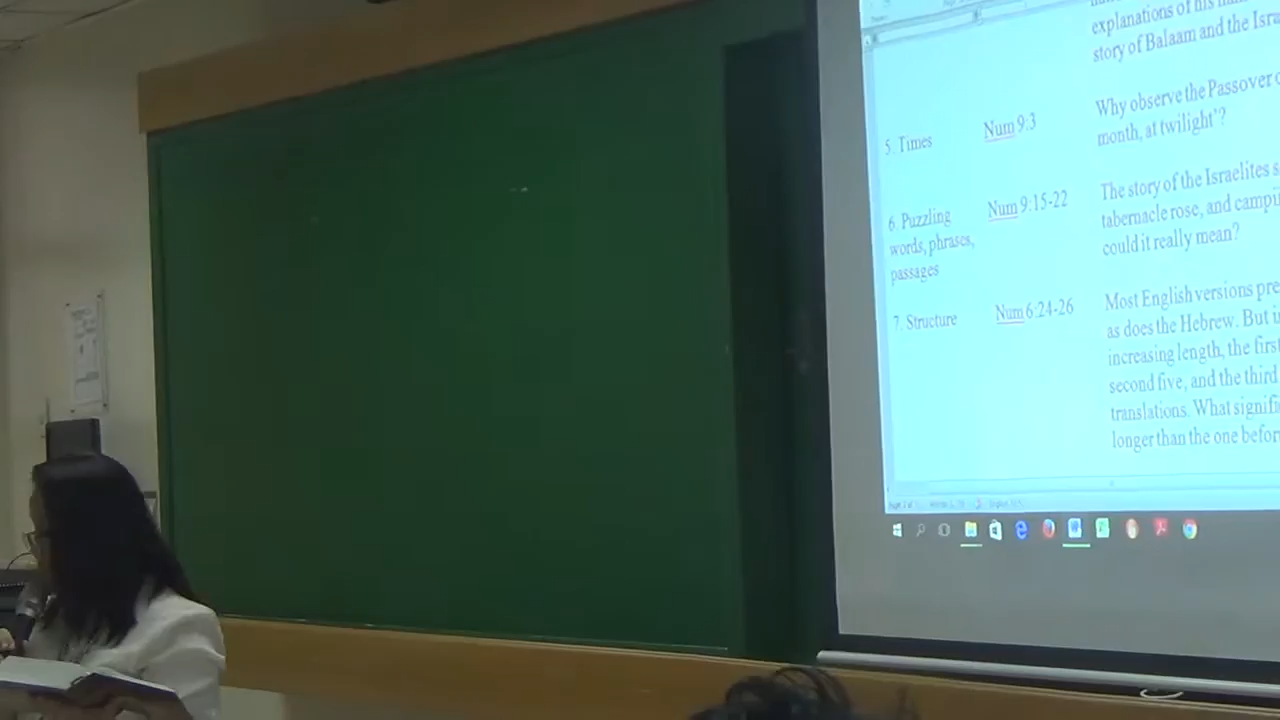 explanations of his
story of Balaam and the Isra
5. Times Num 9:3 Why observe the Passover
month, at twilight’?
6. Puzzling Num 9:15-22 The story of the Israelites s
words, phrases, tabernacle rose, and campi
passages could it really mean?
7. Structure Num 6:24-26 Most English versions pre
as does the Hebrew. But i
increasing length, the first
second five, and the third
translations. What signifi
longer than the one befor